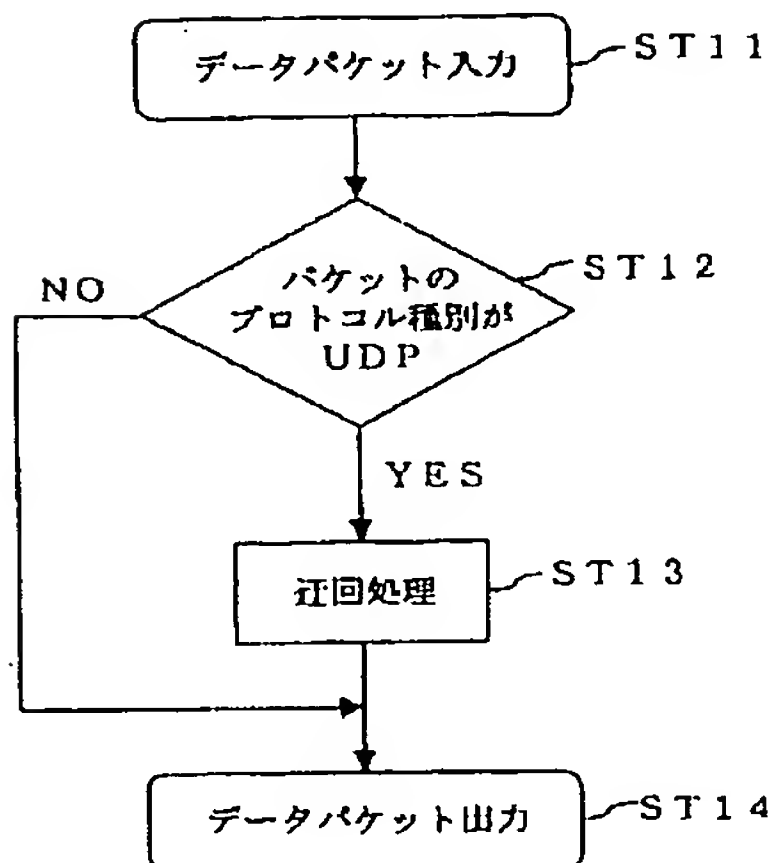 データパケット入力
ST11
パケットの
プロトコル種別が
UDP
ST12
NO
YES
迂回処理
ST13
データパケット出力
ST14